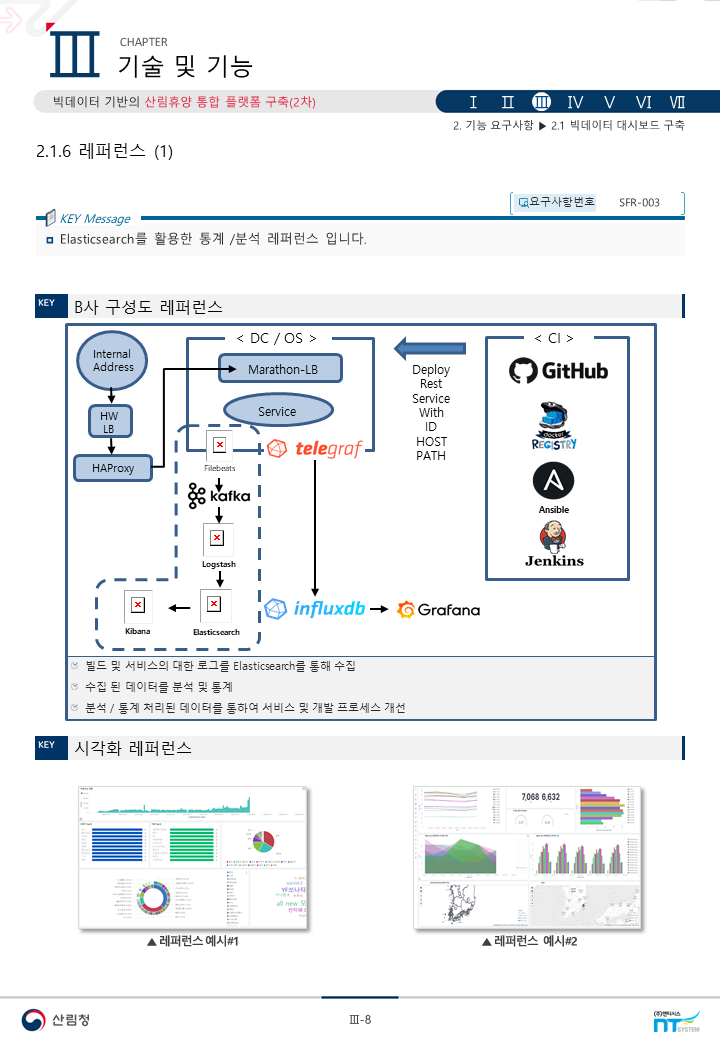 Ⅲ
CHAPTER
기술 및 기능
빅데이터 기반의 산림휴양 통합 플랫폼 구축(2차)
Ⅰ Ⅱ Ⅲ Ⅳ Ⅴ Ⅵ Ⅶ
2. 기능 요구사항 ▶ 2.1 빅데이터 대시보드 구축
2.1.6 레퍼런스 (1)
요구사항번호 SFR-003
KEY Message
Elasticsearch를 활용한 통계 /분석 레퍼런스 입니다.
KEY
B사 구성도 레퍼런스
Internal
Address
HW
LB
HAProxy
< DC / OS >
Marathon-LB
Service
Filebeats
telegraf
kafka
Logstash
Kibana
Elasticsearch
influxdb
Grafana
Deploy
Rest
Service
With
ID
HOST
PATH
< CI >
GitHub
Docker
REGISTRY
Ansible
Jenkins
빌드 및 서비스의 대한 로그를 Elasticsearch를 통해 수집
수집 된 데이터를 분석 및 통계
분석 / 통계 처리된 데이터를 통하여 서비스 및 개발 프로세스 개선
KEY
시각화 레퍼런스
all new 모
7,068 6,632
▲ 레퍼런스 예시#1
▲ 레퍼런스 예시#2
산림청
Ⅲ-8
(주)엔티시스
NT SYSTEM